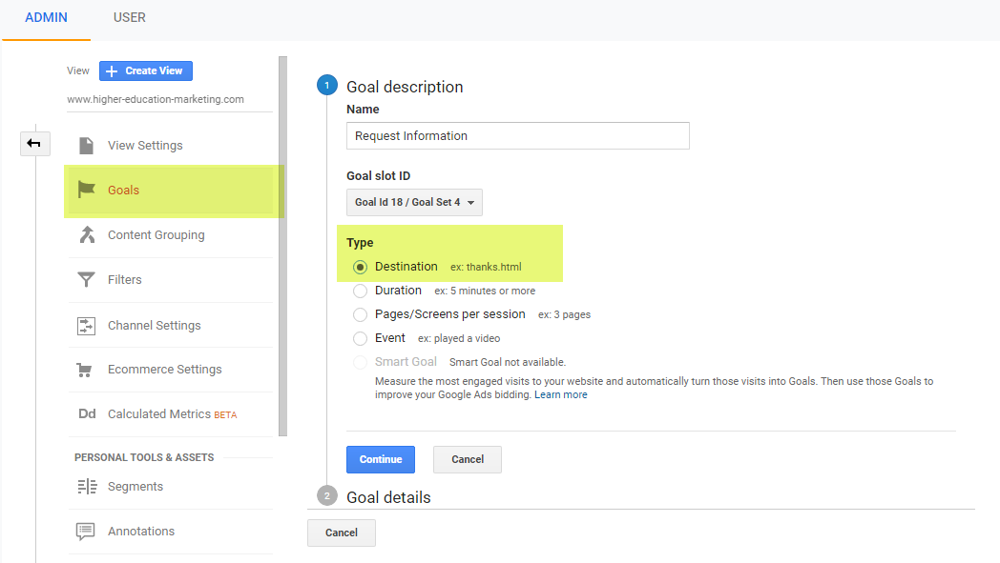 ADMIN USER
View Create View
www.higher-education-marketing.com
View Settings
Goals
Content Grouping
Filters
Channel Settings
Ecommerce Settings
Dd Calculated Metrics BETA
PERSONAL TOOLS & ASSETS
Segments
Annotations
1 Goal description
Name
Request Information
Goal slot ID
Goal Id 18 / Goal Set 4
Type
Destination ex: thanks.html
Duration ex: 5 minutes or more
Pages/Screens per session ex: 3 pages
Event ex: played a video
Smart Goal Smart Goal not available.
Measure the most engaged visits to your website and automatically turn those visits into Goals. Then use those Goals to
improve your Google Ads bidding. Learn more
Continue Cancel
2 Goal details
Cancel